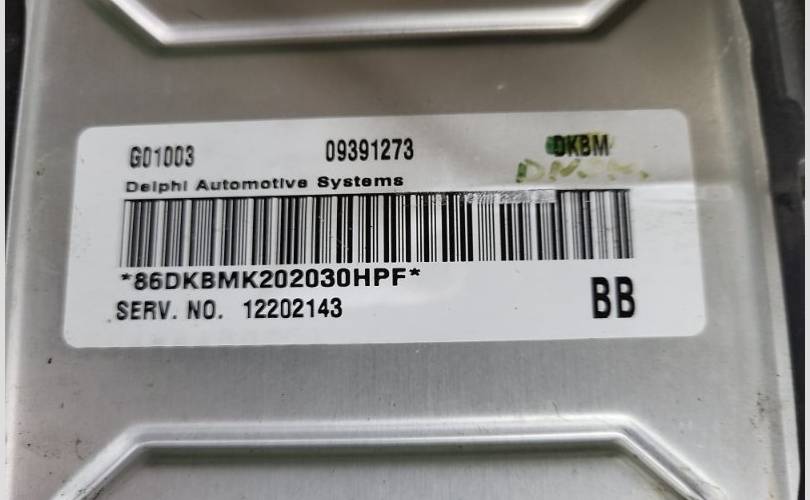 G01003 09391273 DKBM
Delphi Automotive Systems
*86DKBMK202030HPF*
SERV. NO. 12202143
BB